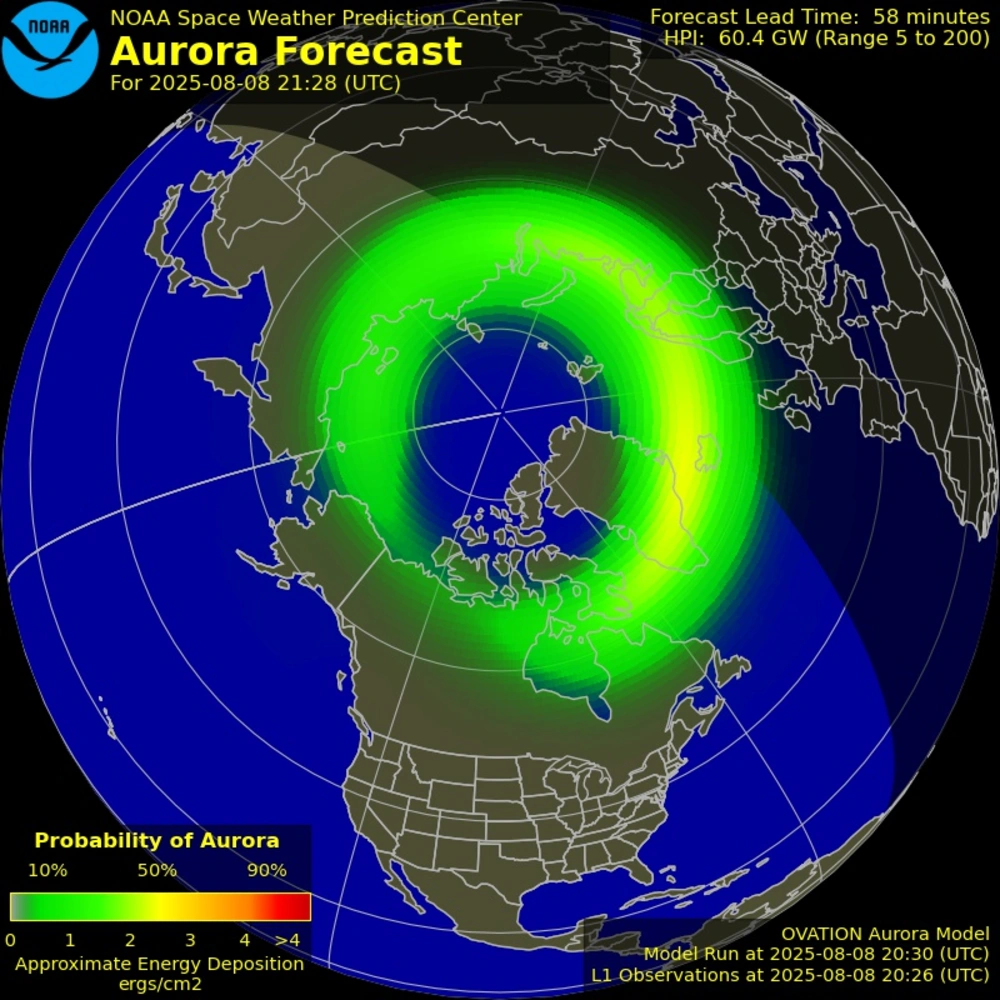 NOAA
NOAA Space Weather Prediction Center
Aurora Forecast
For 2025-08-08 21:28 (UTC)
Forecast Lead Time: 58 minutes
HPI: 60.4 GW (Range 5 to 200)
Probability of Aurora
10% 50% 90%
0 1 2 3 4 >4
Approximate Energy Deposition
ergs/cm2
OVATION Aurora Model
Model Run at 2025-08-08 20:30 (UTC)
L1 Observations at 2025-08-08 20:26 (UTC)